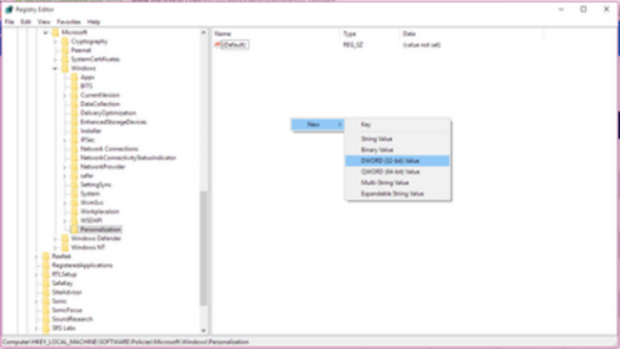 Registry Editor
File Edit View Favorites Help
Name Type Data
(Default) REG_SZ (value not set)
Microsoft
Cryptography
Peernet
SystemCertificates
Windows
Appx
BITS
CurrentVersion
DataCollection
DeliveryOptimization
EnhancedStorageDevices
Installer
IPSec
Network Connections
NetworkConnectivityStatusIndicator
NetworkProvider
safer
SettingSync
System
WcmSvc
WorkplaceJoin
WSDAPI
Personalization
Windows Defender
Windows NT
Realtek
RegisteredApplications
RTLSetup
SafeKey
SiteAdvisor
Sonic
SonicFocus
SoundResearch
SRS Labs
New
Key
String Value
Binary Value
DWORD (32-bit) Value
QWORD (64-bit) Value
Multi-String Value
Expandable String Value
Computer\HKEY_LOCAL_MACHINE\SOFTWARE\Policies\Microsoft\Windows\Personalization